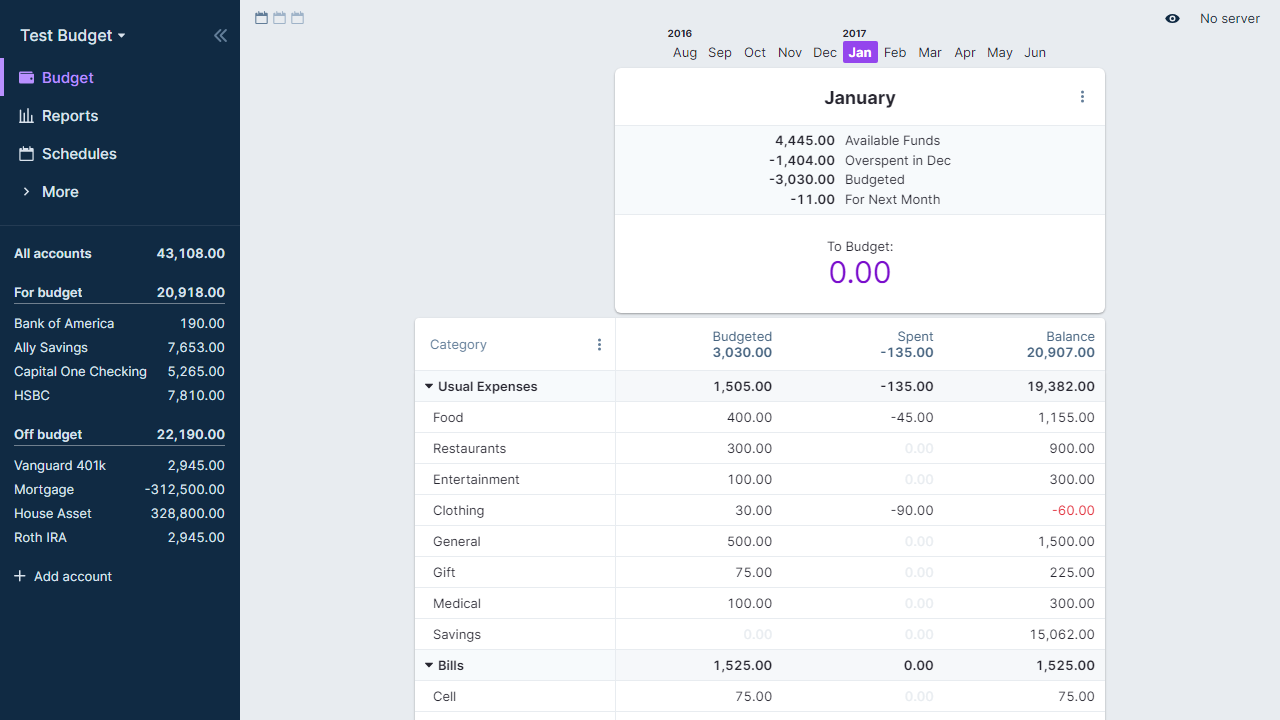 Test Budget
Budget
Reports
Schedules
More
All accounts 43,108.00
For budget 20,918.00
Bank of America 190.00
Ally Savings 7,653.00
Capital One Checking 5,265.00
HSBC 7,810.00
Off budget 22,190.00
Vanguard 401k 2,945.00
Mortgage -312,500.00
House Asset 328,800.00
Roth IRA 2,945.00
Add account
No server
2016 2017
Aug Sep Oct Nov Dec Jan Feb Mar Apr May Jun
January
4,445.00 Available Funds
-1,404.00 Overspent in Dec
-3,030.00 Budgeted
-11.00 For Next Month
To Budget:
0.00
Category Budgeted Spent Balance
3,030.00 -135.00 20,907.00
Usual Expenses 1,505.00 -135.00 19,382.00
Food 400.00 -45.00 1,155.00
Restaurants 300.00 0.00 900.00
Entertainment 100.00 0.00 300.00
Clothing 30.00 -90.00 -60.00
General 500.00 0.00 1,500.00
Gift 75.00 0.00 225.00
Medical 100.00 0.00 300.00
Savings 0.00 0.00 15,062.00
Bills 1,525.00 0.00 1,525.00
Cell 75.00 0.00 75.00